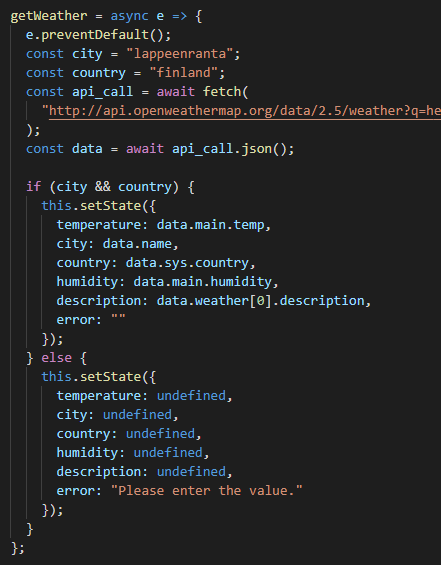 getWeather = async e => {
e.preventDefault();
const city = "lappeenranta";
const country = "finland";
const api_call = await fetch(
"http://api.openweathermap.org/data/2.5/weather?q=he
);
const data = await api_call.json();
if (city && country) {
this.setState({
temperature: data.main.temp,
city: data.name,
country: data.sys.country,
humidity: data.main.humidity,
description: data.weather[0].description,
error: ""
});
} else {
this.setState({
temperature: undefined,
city: undefined,
country: undefined,
humidity: undefined,
description: undefined,
error: "Please enter the value."
});
}
};